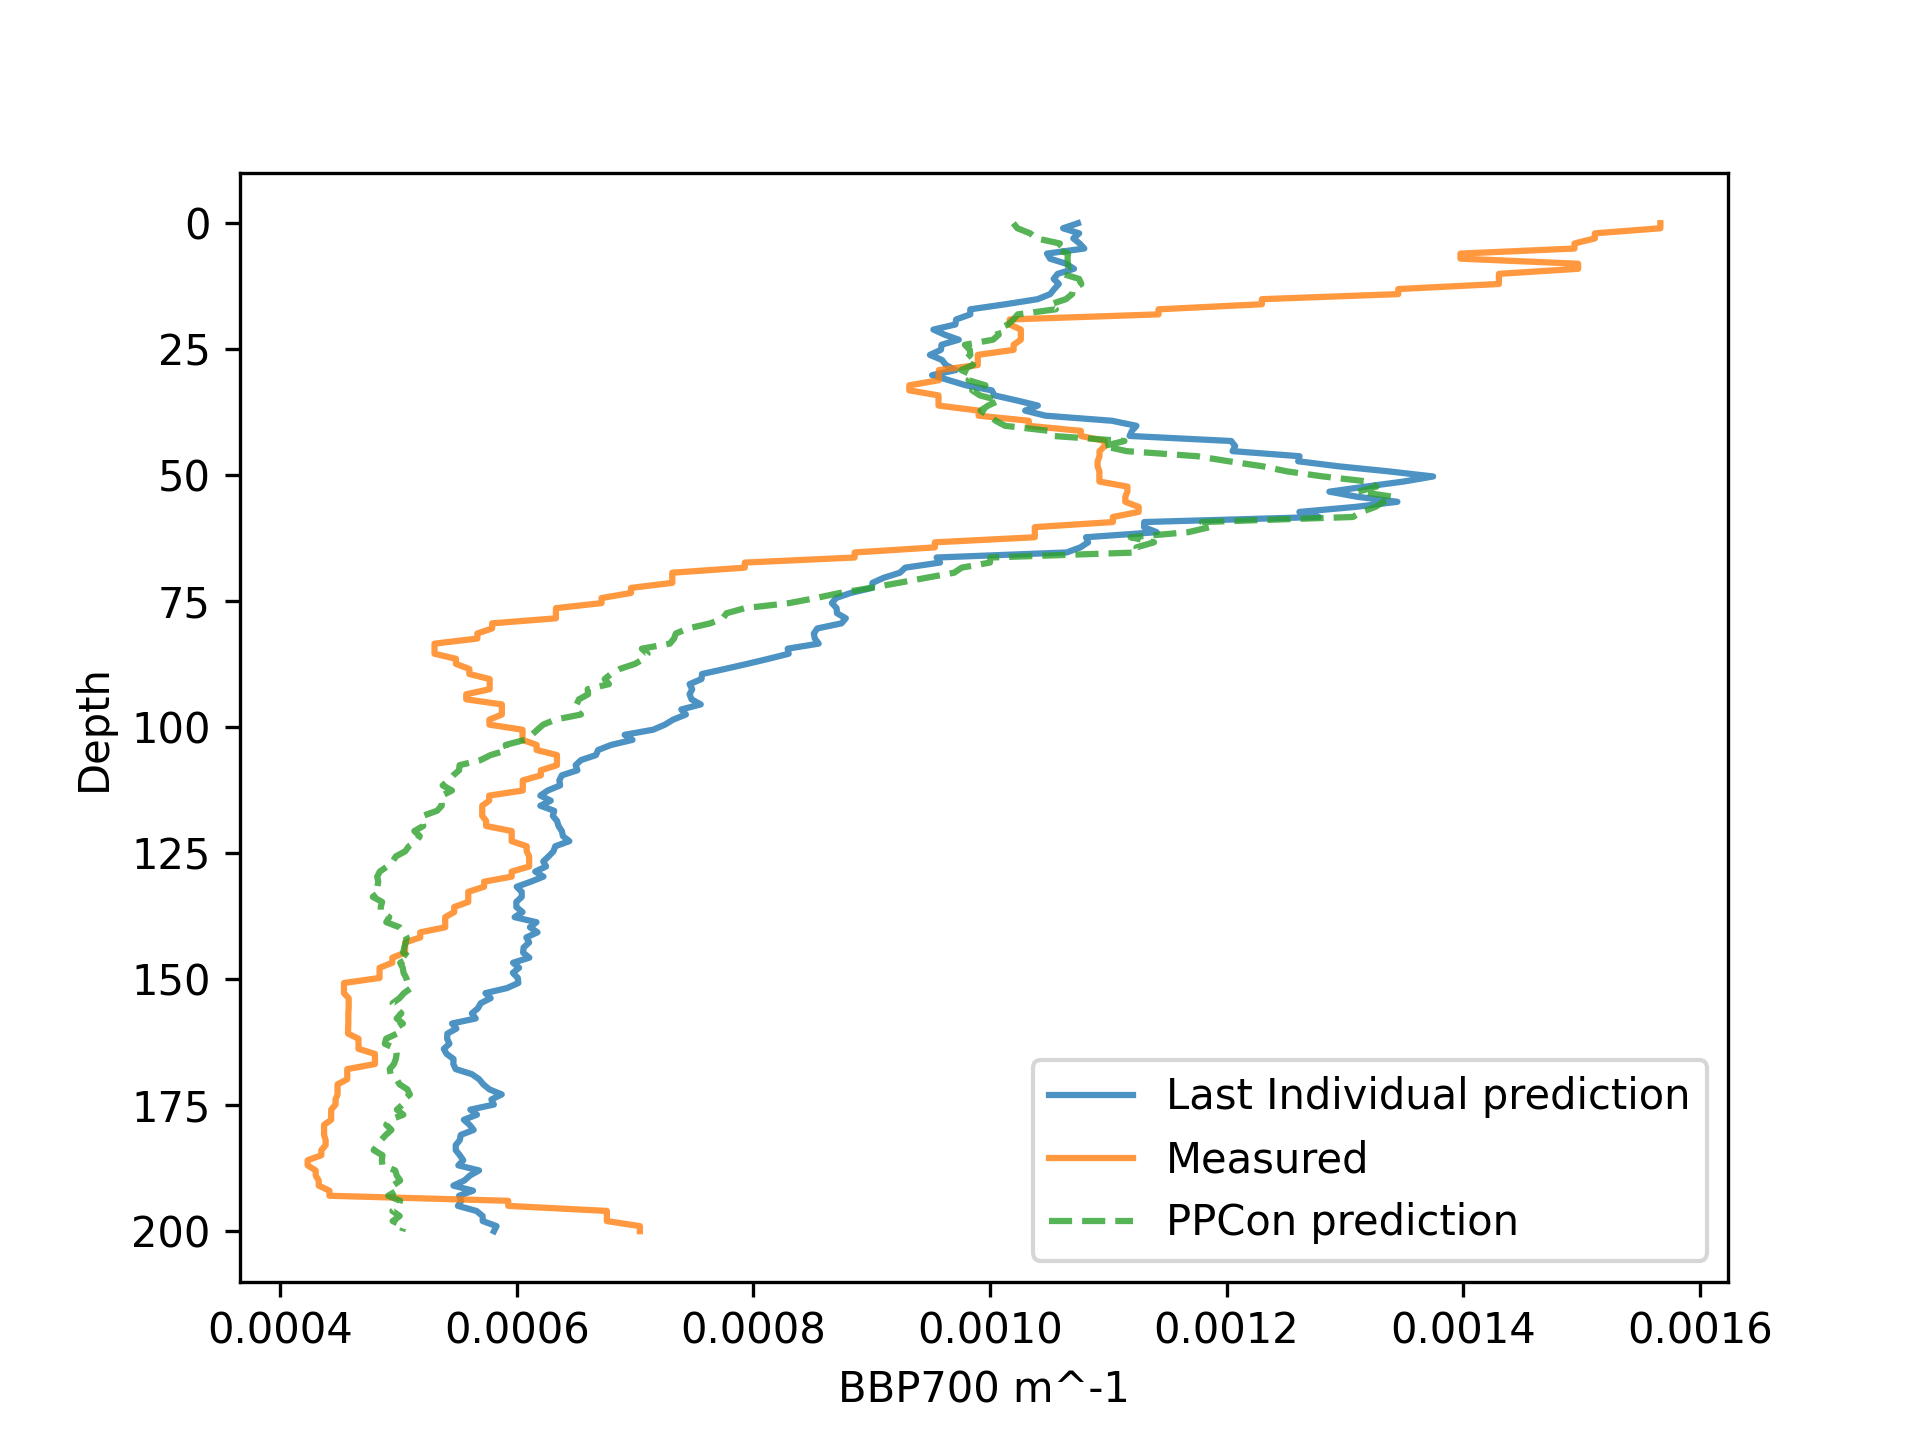 0
25
50
75
100
125
150
175
200
Depth
Last Individual prediction
Measured
PPCon prediction
0.0004 0.0006 0.0008 0.0010 0.0012 0.0014 0.0016
BBP700 m^-1